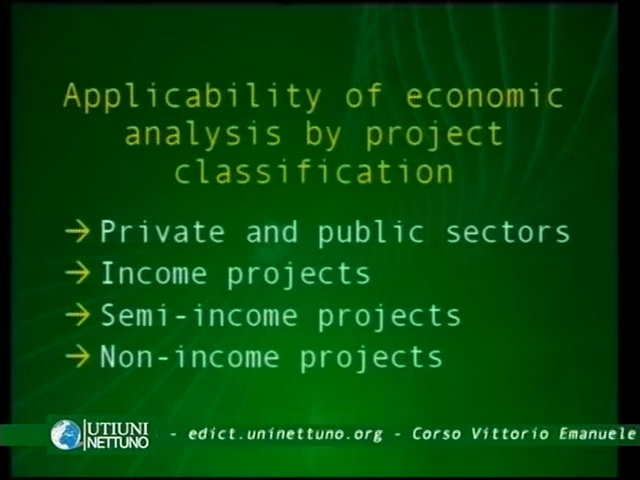 Applicability of economic
analysis by project
classification
→ Private and public sectors
→ Income projects
→ Semi-income projects
→ Non-income projects
UTIUNI
NETTUNO
- edict.uninettuno.org - Corso Vittorio Emanuele